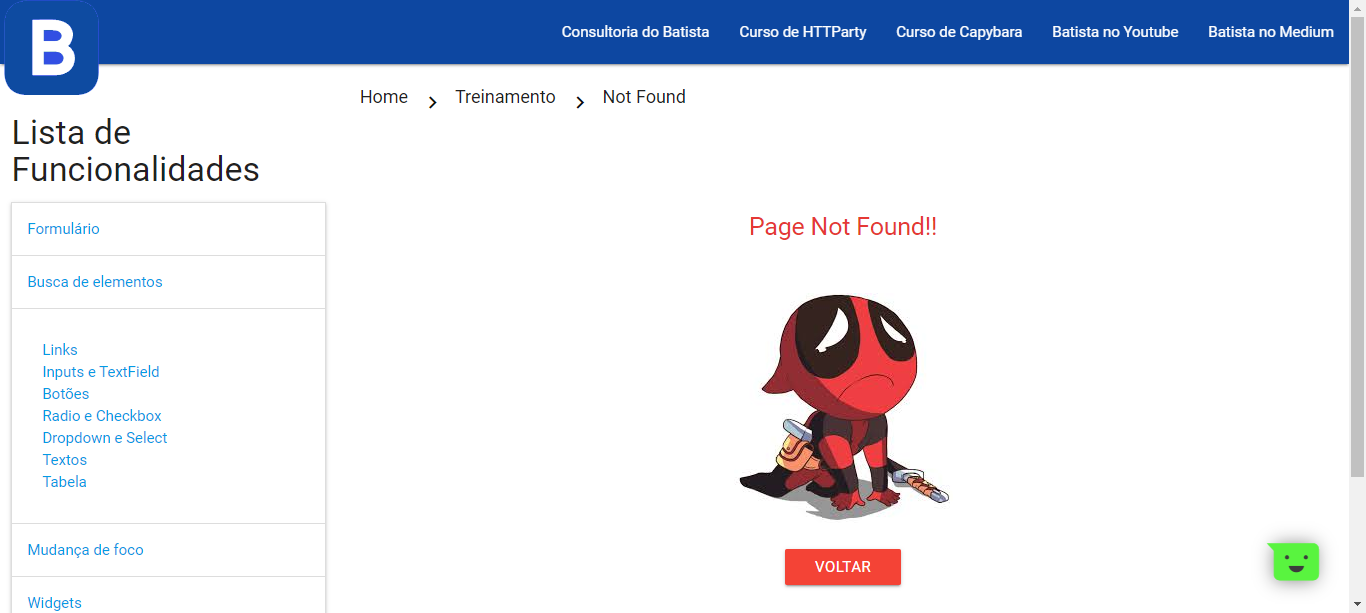 B
Consultoria do Batista
Curso de HTTParty
Curso de Capybara
Batista no Youtube
Batista no Medium
Home
Treinamento
Not Found
Lista de
Funcionalidades
Formulário
Busca de elementos
Links
Inputs e TextField
Botões
Radio e Checkbox
Dropdown e Select
Textos
Tabela
Mudança de foco
Widgets
Page Not Found!!
VOLTAR